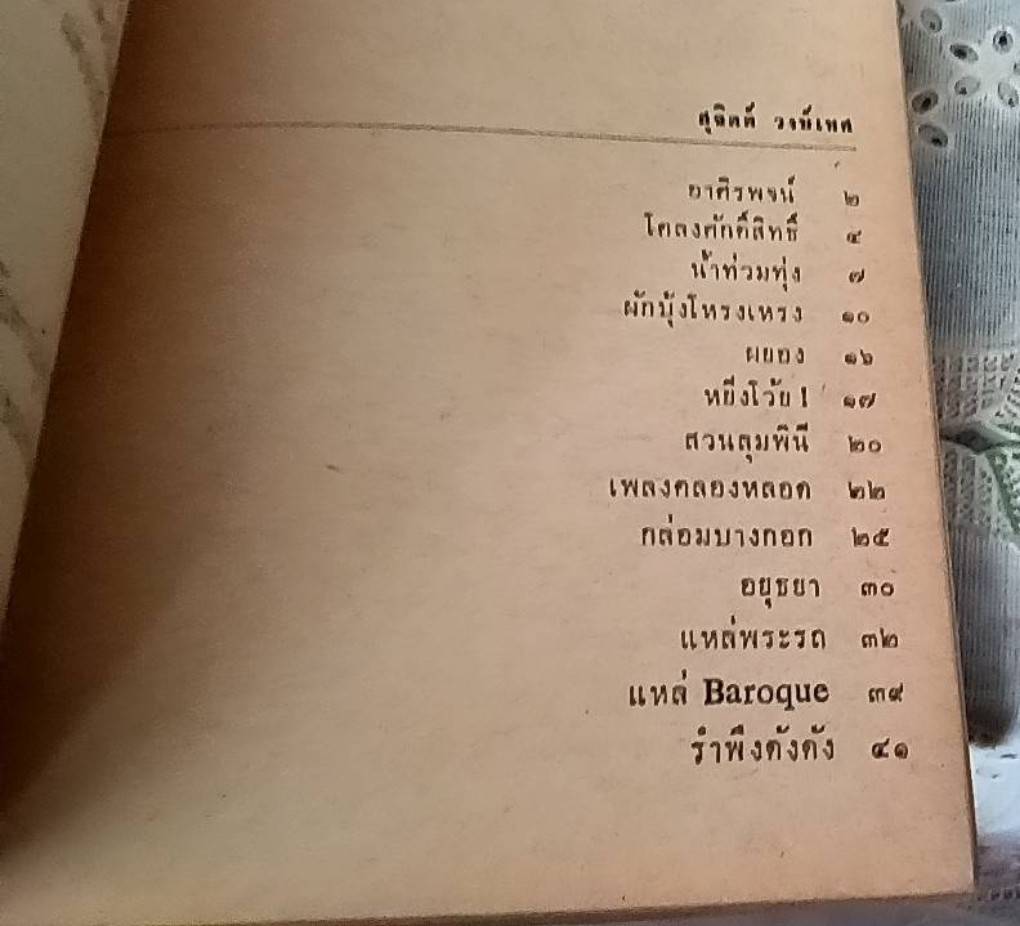 สุจิตต์ วงษ์เทศ
อาศิรพจน์ ๒
โคลงศักดิ์สิทธิ์ ๔
น้ำท่วมทุ่ง ๗
ผักบุ้งโหรงเหรง ๑๐
ผยอง ๑๖
หยิ่งโว้ย ! ๑๗
สวนลุมพินี ๒๐
เพลงคลองหลอด ๒๒
กล่อมบางกอก ๒๕
อยุธยา ๓๐
แหล่พระรถ ๓๒
แหล่ Baroque ๓๙
รำพึงดังดัง ๔๑